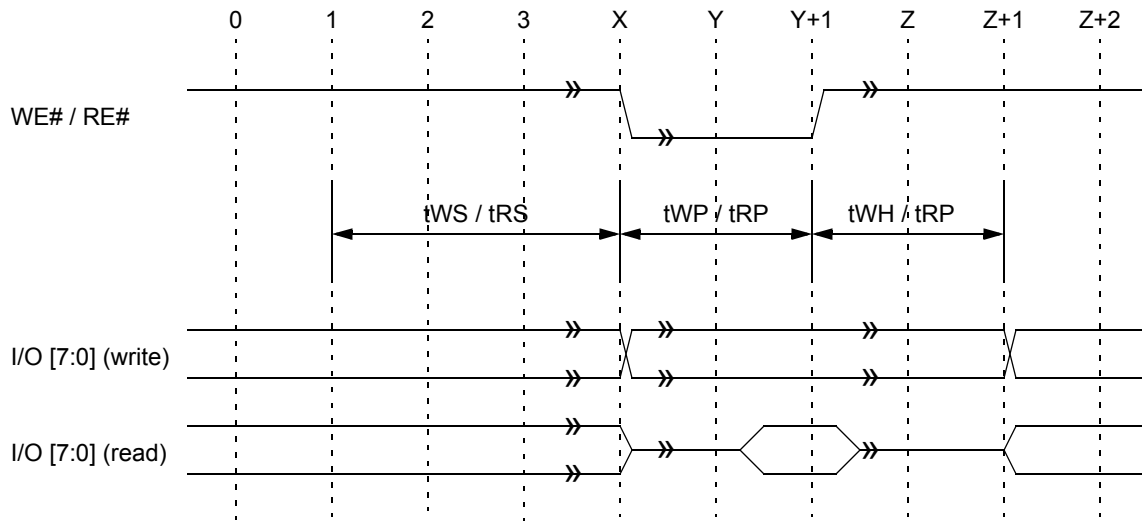 0 1 2 3 X Y Y+1 Z Z+1 Z+2
WE# / RE#
tWS / tRS tWP / tRP tWH / tRP
I/O [7:0] (write)
I/O [7:0] (read)